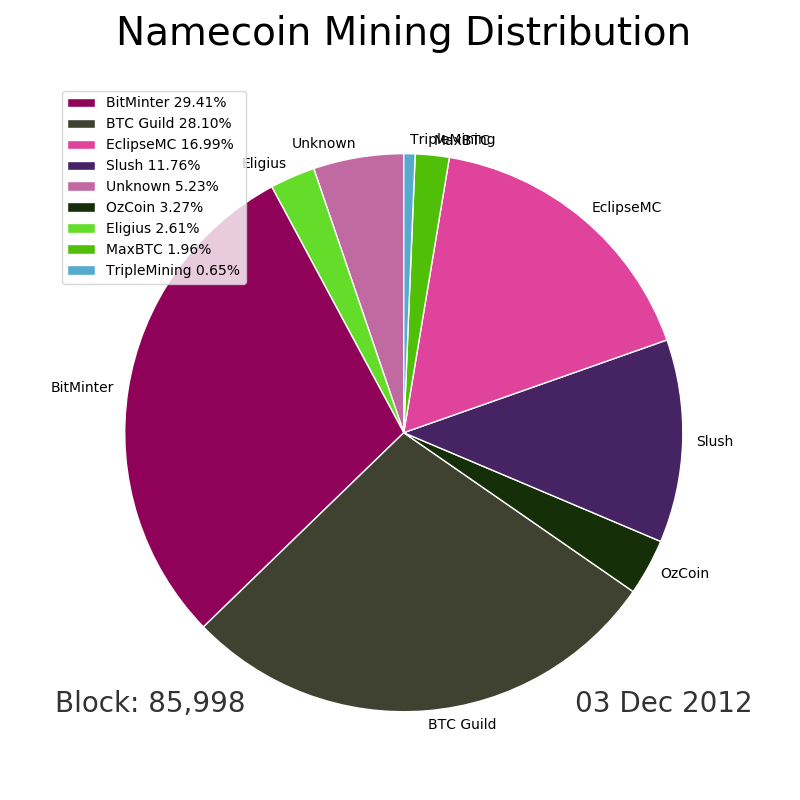 Namecoin Mining Distribution
BitMinter 29.41%
BTC Guild 28.10%
EclipseMC 16.99%
Slush 11.76%
Unknown 5.23%
OzCoin 3.27%
Eligius 2.61%
MaxBTC 1.96%
TripleMining 0.65%
TripleMining
MaxBTC
Unknown
Eligius
EclipseMC
BitMinter
Slush
OzCoin
BTC Guild
Block: 85,998
03 Dec 2012